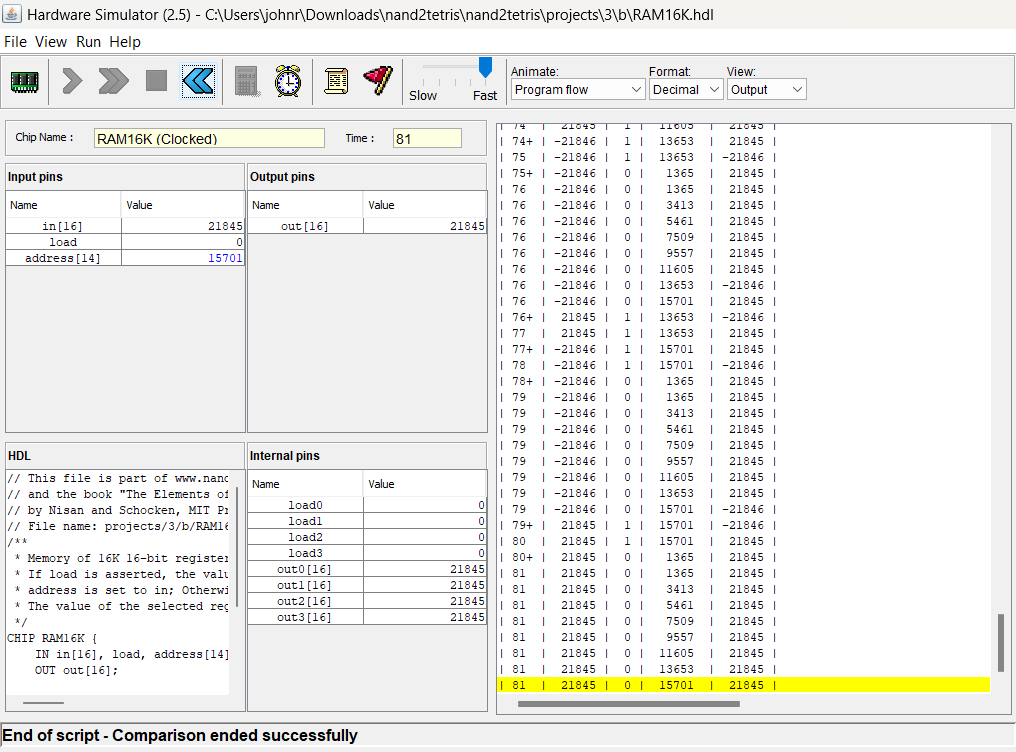 Hardware Simulator (2.5) - C:\Users\johnr\Downloads\nand2tetris\nand2tetris\projects\3\b\RAM16K.hdl
File View Run Help
Slow Fast
Animate: Format: View:
Program flow Decimal Output
Chip Name : RAM16K (Clocked) Time : 81
Input pins
Name Value
in[16] 21845
load 0
address[14] 15701
Output pins
Name Value
out[16] 21845
HDL
// This file is part of www.nand
// and the book "The Elements of
// by Nisan and Schocken, MIT Pr
// File name: projects/3/b/RAM16
/**
* Memory of 16K 16-bit register
* If load is asserted, the valu
* address is set to in; Otherwi
* The value of the selected reg
*/
CHIP RAM16K {
IN in[16], load, address[14]
OUT out[16];
Internal pins
Name Value
load0 0
load1 0
load2 0
load3 0
out0[16] 21845
out1[16] 21845
out2[16] 21845
out3[16] 21845
| 74 | 21845 | 1 | 11605 | 21845 |
| 74+ | -21846 | 1 | 13653 | 21845 |
| 75 | -21846 | 1 | 13653 | -21846 |
| 75+ | -21846 | 0 | 1365 | 21845 |
| 76 | -21846 | 0 | 1365 | 21845 |
| 76 | -21846 | 0 | 3413 | 21845 |
| 76 | -21846 | 0 | 5461 | 21845 |
| 76 | -21846 | 0 | 7509 | 21845 |
| 76 | -21846 | 0 | 9557 | 21845 |
| 76 | -21846 | 0 | 11605 | 21845 |
| 76 | -21846 | 0 | 13653 | -21846 |
| 76 | -21846 | 0 | 15701 | 21845 |
| 76+ | 21845 | 1 | 13653 | -21846 |
| 77 | 21845 | 1 | 13653 | 21845 |
| 77+ | -21846 | 1 | 15701 | 21845 |
| 78 | -21846 | 1 | 15701 | -21846 |
| 78+ | -21846 | 0 | 1365 | 21845 |
| 79 | -21846 | 0 | 1365 | 21845 |
| 79 | -21846 | 0 | 3413 | 21845 |
| 79 | -21846 | 0 | 5461 | 21845 |
| 79 | -21846 | 0 | 7509 | 21845 |
| 79 | -21846 | 0 | 9557 | 21845 |
| 79 | -21846 | 0 | 11605 | 21845 |
| 79 | -21846 | 0 | 13653 | 21845 |
| 79 | -21846 | 0 | 15701 | -21846 |
| 79+ | 21845 | 1 | 15701 | -21846 |
| 80 | 21845 | 1 | 15701 | 21845 |
| 80+ | 21845 | 0 | 1365 | 21845 |
| 81 | 21845 | 0 | 1365 | 21845 |
| 81 | 21845 | 0 | 3413 | 21845 |
| 81 | 21845 | 0 | 5461 | 21845 |
| 81 | 21845 | 0 | 7509 | 21845 |
| 81 | 21845 | 0 | 9557 | 21845 |
| 81 | 21845 | 0 | 11605 | 21845 |
| 81 | 21845 | 0 | 13653 | 21845 |
| 81 | 21845 | 0 | 15701 | 21845 |
End of script - Comparison ended successfully